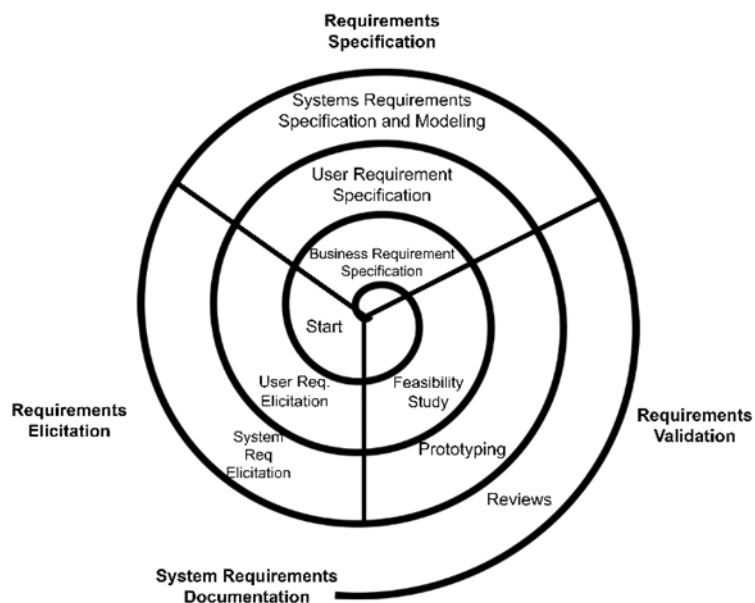 Requirements
Specification
Systems Requirements
Specification and Modeling
User Requirement
Specification
Business Requirement
Specification
Start
User Req.
Elicitation
Feasibility
Study
Requirements
Elicitation
Requirements
Validation
System
Req
Elicitation
Prototyping
Reviews
System Requirements
Documentation